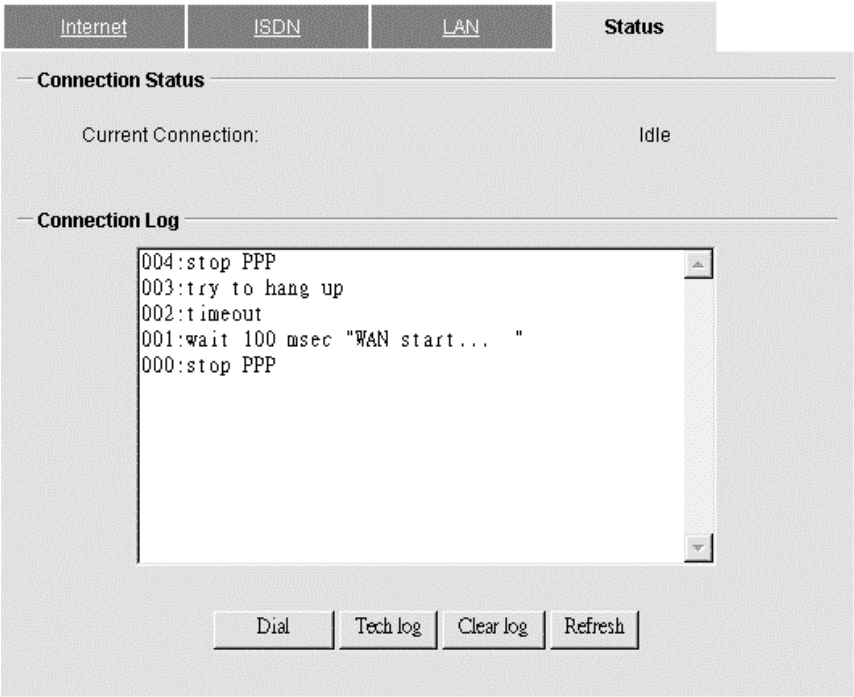 Internet ISDN LAN Status
Connection Status
Current Connection: Idle
Connection Log
004:stop PPP
003:try to hang up
002:timeout
001:wait 100 msec "WAN start...  "
000:stop PPP
Dial Tech log Clear log Refresh